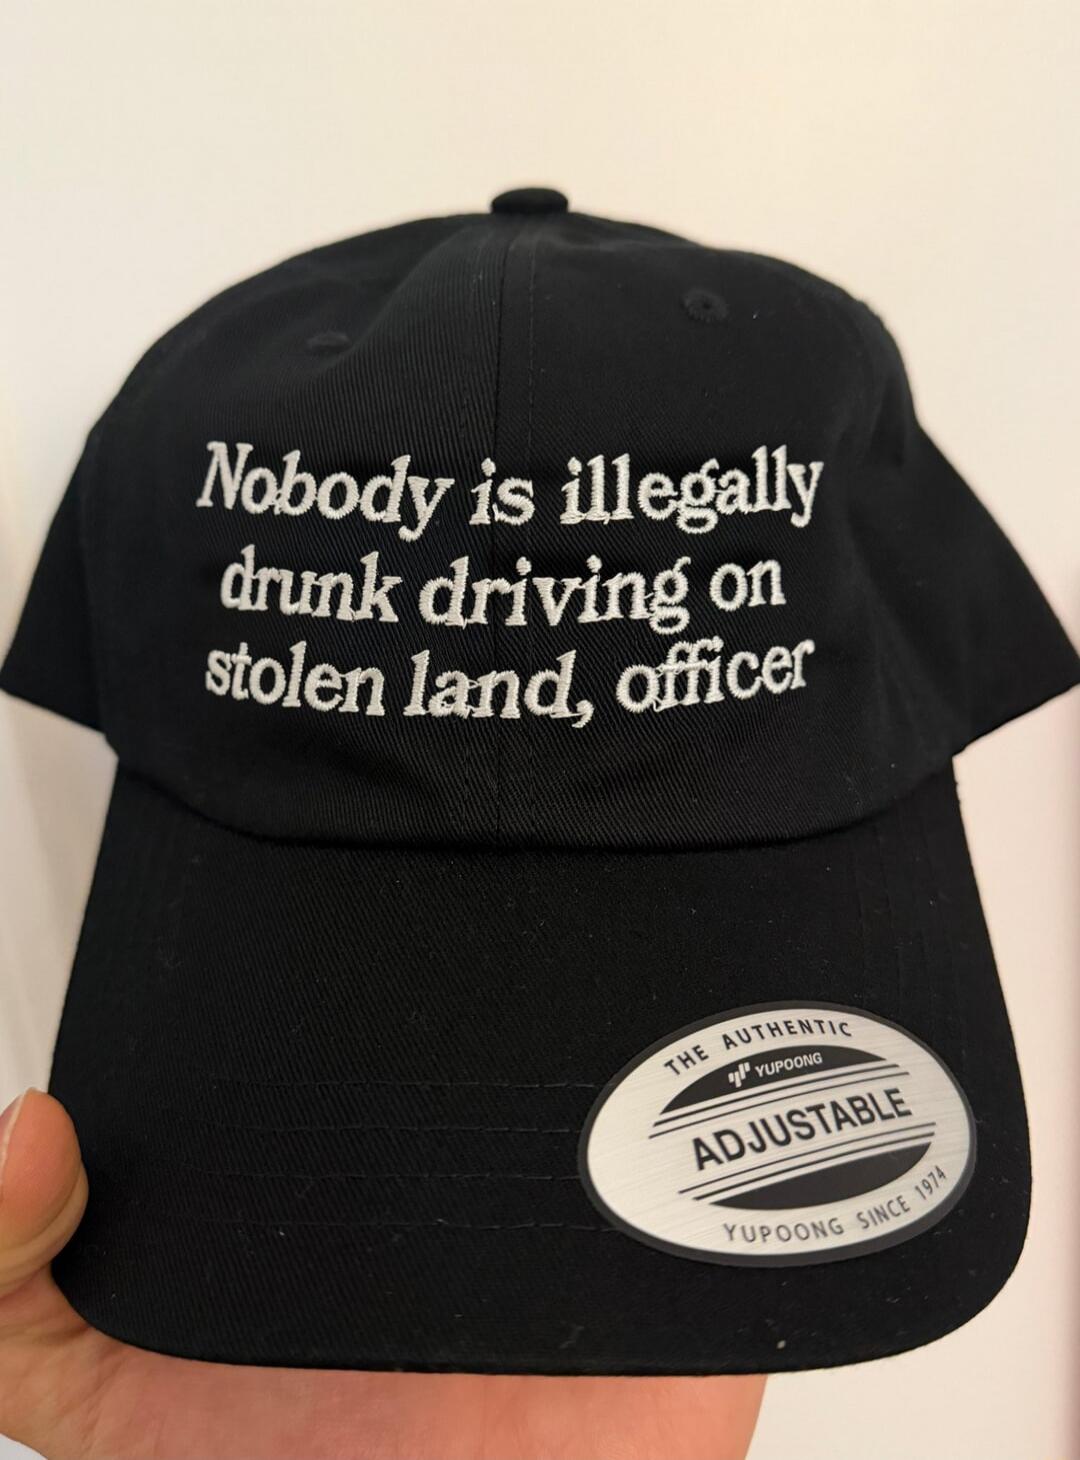 Nobody is illegally
drunk driving on
stolen land, officer
THE AUTHENTIC
YUPOONG
ADJUSTABLE
YUPOONG SINCE 1974